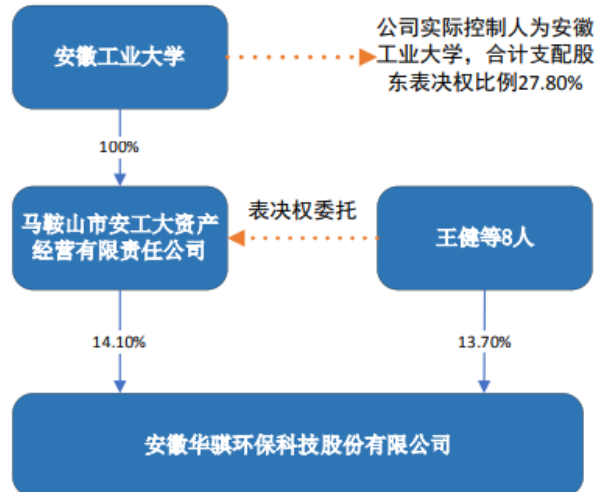 安徽工业大学
公司实际控制人为安徽
工业大学，合计支配股
东表决权比例27.80%
100%
马鞍山市安工大资产
经营有限责任公司
表决权委托
王健等8人
14.10%
13.70%
安徽华骐环保科技股份有限公司